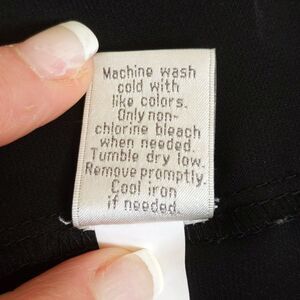 Machine wash
cold with
like colors.
Only non-
chlorine bleach
when needed.
Tumble dry low.
Remove promptly.
Cool iron
if needed.